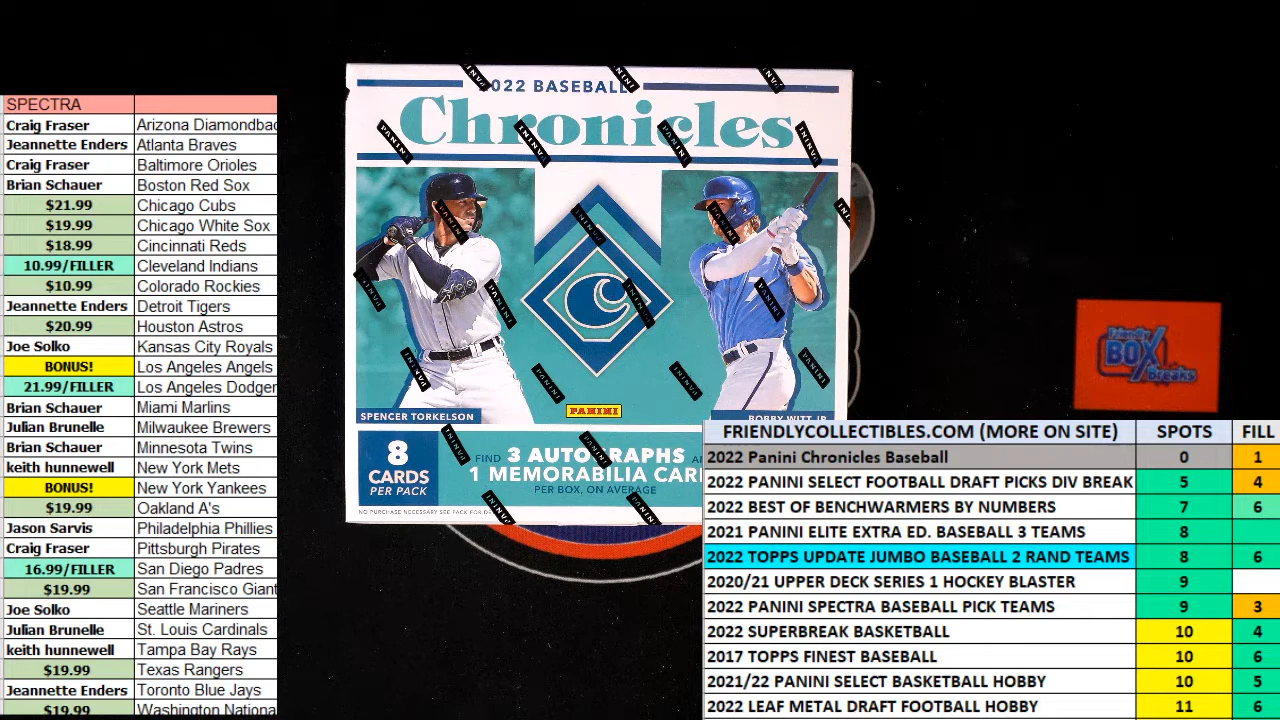 SPECTRA
Craig Fraser Arizona Diamondbac
Jeannette Enders Atlanta Braves
Craig Fraser Baltimore Orioles
Brian Schauer Boston Red Sox
$21.99 Chicago Cubs
$19.99 Chicago White Sox
$18.99 Cincinnati Reds
10.99/FILLER Cleveland Indians
$10.99 Colorado Rockies
Jeannette Enders Detroit Tigers
$20.99 Houston Astros
Joe Solko Kansas City Royals
BONUS! Los Angeles Angels
21.99/FILLER Los Angeles Dodger
Brian Schauer Miami Marlins
Julian Brunelle Milwaukee Brewers
Brian Schauer Minnesota Twins
keith hunnewell New York Mets
BONUS! New York Yankees
$19.99 Oakland A's
Jason Sarvis Philadelphia Phillies
Craig Fraser Pittsburgh Pirates
16.99/FILLER San Diego Padres
$19.99 San Francisco Giant
Joe Solko Seattle Mariners
Julian Brunelle St. Louis Cardinals
keith hunnewell Tampa Bay Rays
$19.99 Texas Rangers
Jeannette Enders Toronto Blue Jays
$19.99 Washington Nationa
022 BASEBALL
Chronicles
SPENCER TORKELSON
PANINI
BOBBY WITT JR.
8
CARDS
PER PACK
FIND 3 AUTOGRAPHS
1 MEMORABILIA CAR
PER BOX, ON AVERAGE
NO PURCHASE NECESSARY SEE PACK FOR
Friendly
BOX
Breaks
FRIENDLYCOLLECTIBLES.COM (MORE ON SITE) SPOTS FILL
2022 Panini Chronicles Baseball 0 1
2022 PANINI SELECT FOOTBALL DRAFT PICKS DIV BREAK 5 4
2022 BEST OF BENCHWARMERS BY NUMBERS 7 6
2021 PANINI ELITE EXTRA ED. BASEBALL 3 TEAMS 8
2022 TOPPS UPDATE JUMBO BASEBALL 2 RAND TEAMS 8 6
2020/21 UPPER DECK SERIES 1 HOCKEY BLASTER 9
2022 PANINI SPECTRA BASEBALL PICK TEAMS 9 3
2022 SUPERBREAK BASKETBALL 10 4
2017 TOPPS FINEST BASEBALL 10 6
2021/22 PANINI SELECT BASKETBALL HOBBY 10 5
2022 LEAF METAL DRAFT FOOTBALL HOBBY 11 6